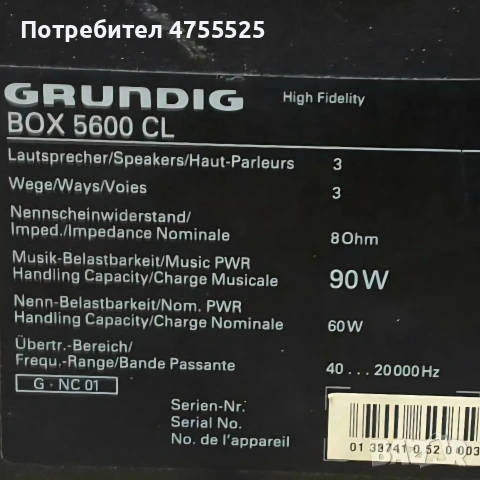 Потребител 4755525
GRUNDIG High Fidelity
BOX 5600 CL
Lautsprecher/Speakers/Haut-Parleurs 3
Wege/Ways/Voies 3
Nennscheinwiderstand/
Imped./Impedance Nominale 8 Ohm
Musik-Belastbarkeit/Music PWR
Handling Capacity/Charge Musicale 90 W
Nenn-Belastbarkeit/Nom. PWR
Handling Capacity/Charge Nominale 60W
Übertr.-Bereich/
Frequ.-Range/Bande Passante 40 . . . 20 000 Hz
G · NC 01
Serien-Nr.
Serial No.
No. de l'appareil